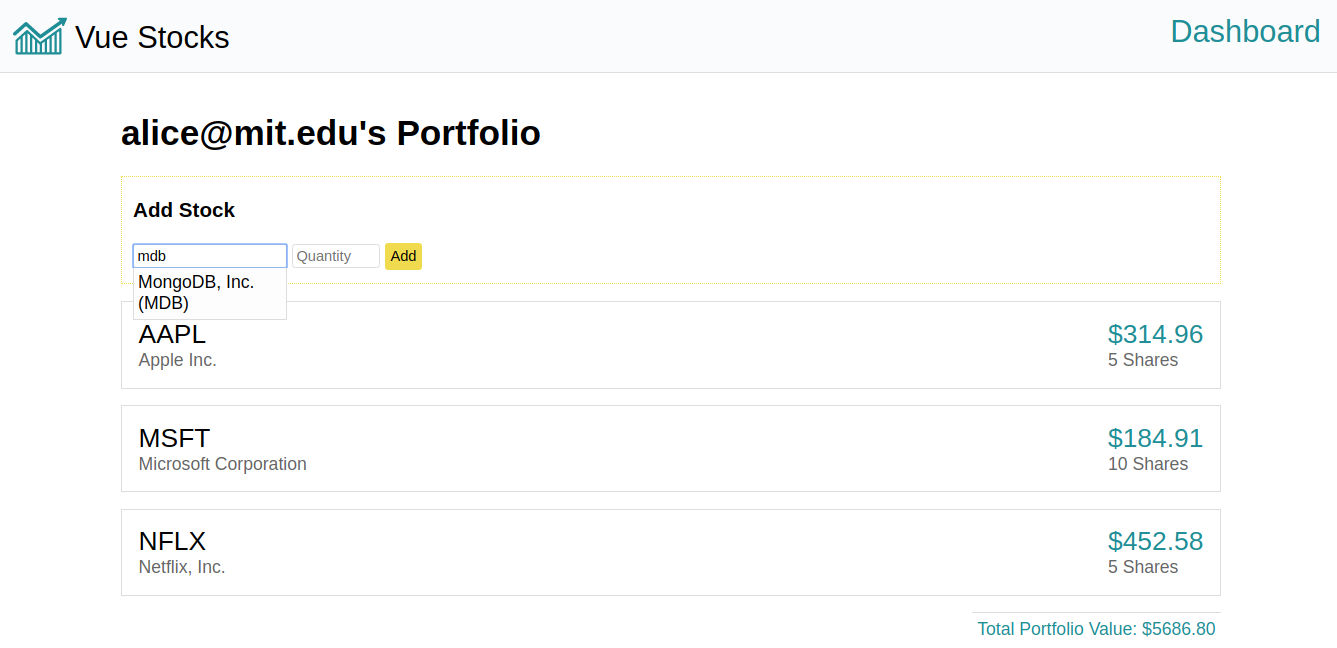 Vue Stocks
Dashboard
alice@mit.edu's Portfolio
Add Stock
mdb
Quantity
Add
MongoDB, Inc.
(MDB)
AAPL
$314.96
Apple Inc.
5 Shares
MSFT
$184.91
Microsoft Corporation
10 Shares
NFLX
$452.58
Netflix, Inc.
5 Shares
Total Portfolio Value: $5686.80